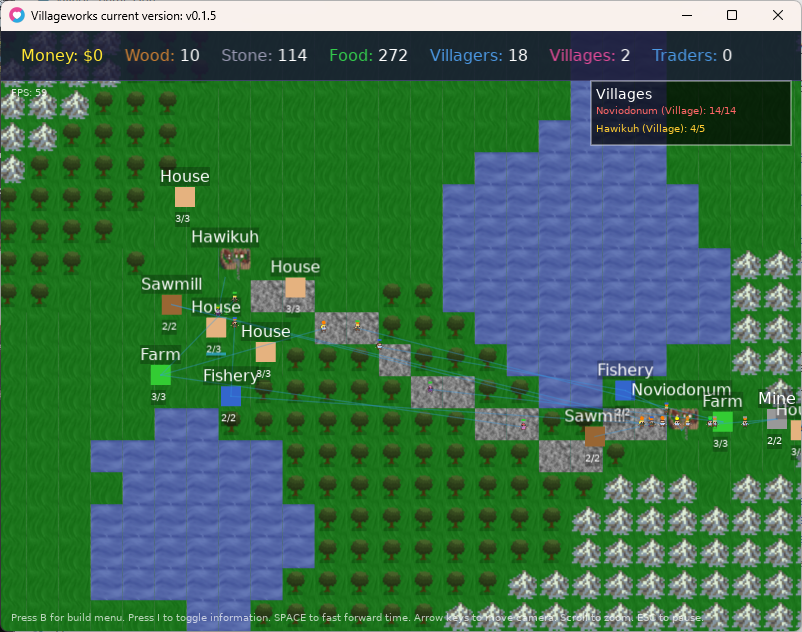 Villageworks current version: v0.1.5
Money: $0 Wood: 10 Stone: 114 Food: 272 Villagers: 18 Villages: 2 Traders: 0
FPS: 59
Villages
Noviodonum (Village): 14/14
Hawikuh (Village): 4/5
House
3/3
Hawikuh
House
3/3
Sawmill
2/2
House
2/3
House
3/3
Farm
3/3
Fishery
2/2
Fishery
2/2
Noviodonum
Farm
3/3
Mine
2/2
Sawmill
2/2
Press B for build menu. Press I to toggle information. SPACE to fast forward time. Arrow keys to move camera. Scroll to zoom. ESC to pause.